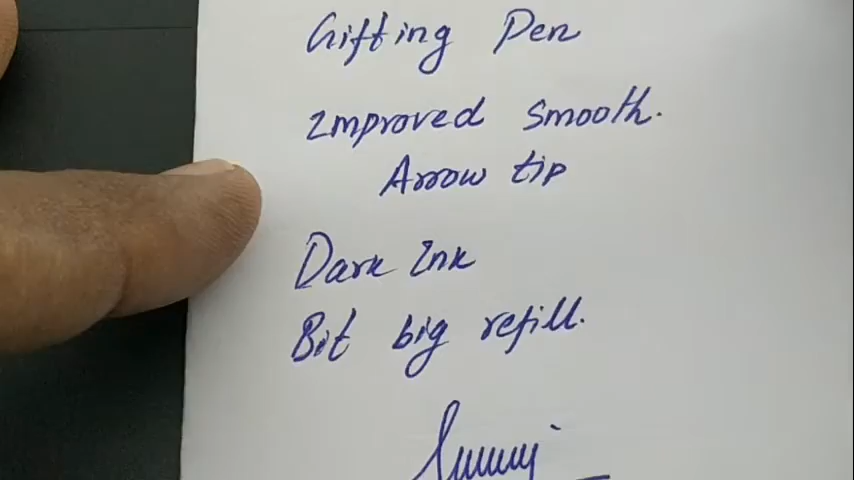 Gifting Pen
Improved smooth.
Arrow tip
Dark Ink
Bit big refill.